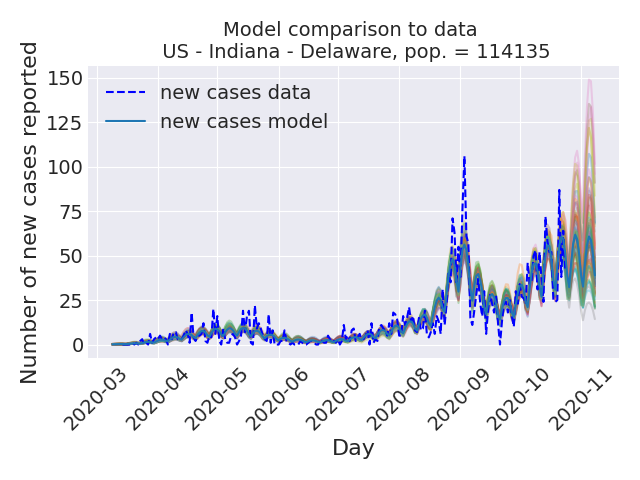 Model comparison to data
US - Indiana - Delaware, pop. = 114135
Number of new cases reported
150
125
100
75
50
25
0
new cases data
new cases model
2020-03
2020-04
2020-05
2020-06
2020-07
2020-08
2020-09
2020-10
2020-11
Day